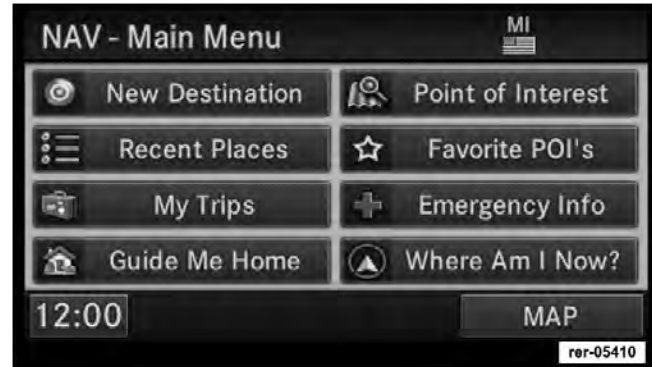 NAV - Main Menu
MI
New Destination
Point of Interest
Recent Places
Favorite POI's
My Trips
Emergency Info
Guide Me Home
Where Am I Now?
12:00
MAP
rer-05410